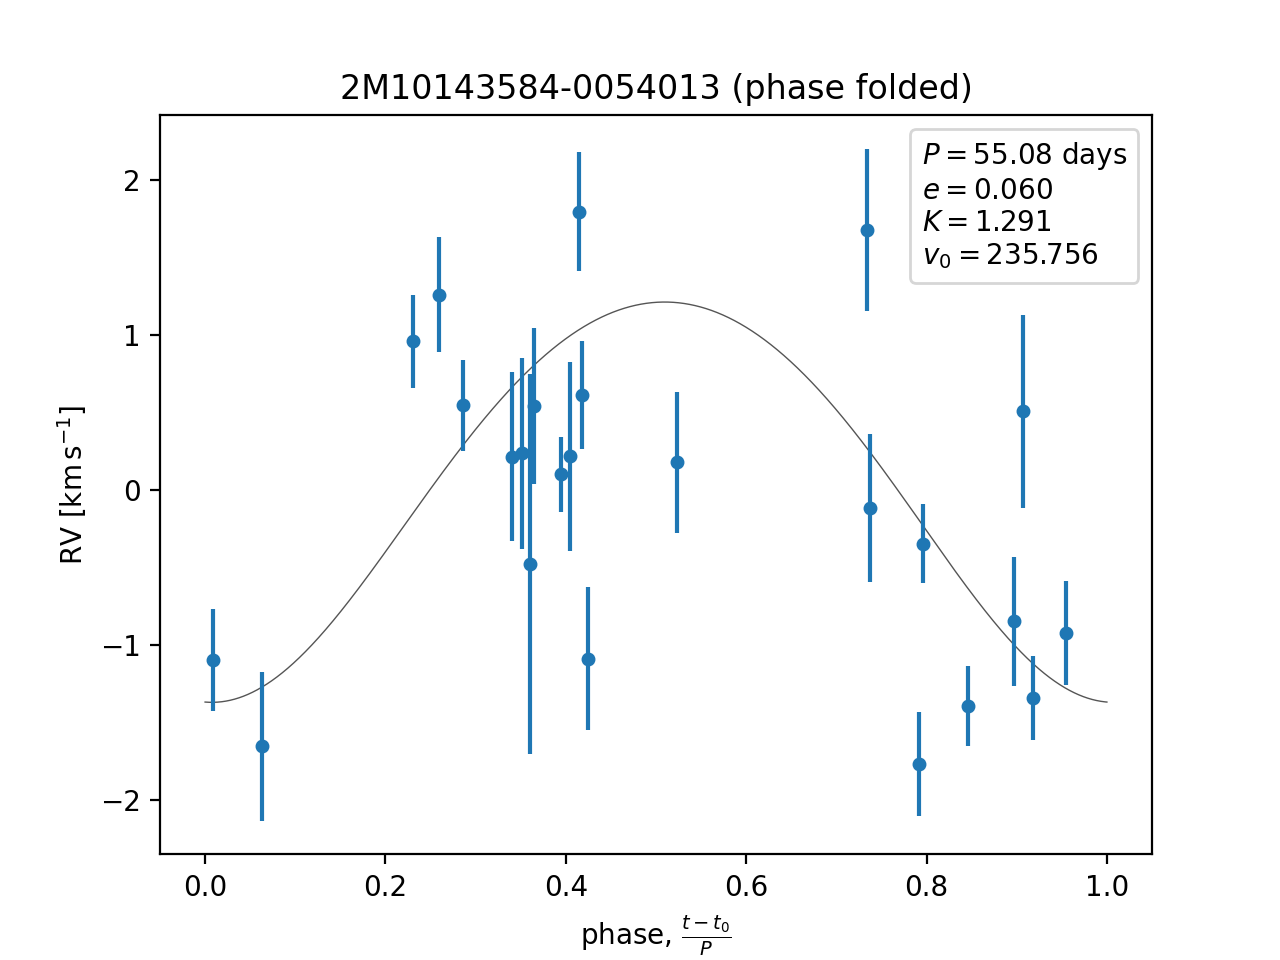 2M10143584-0054013 (phase folded)
P = 55.08 days
e = 0.060
K = 1.291
v₀ = 235.756
2
1
0
−1
−2
RV [km s⁻¹]
0.0 0.2 0.4 0.6 0.8 1.0
phase, (t − t₀)/P